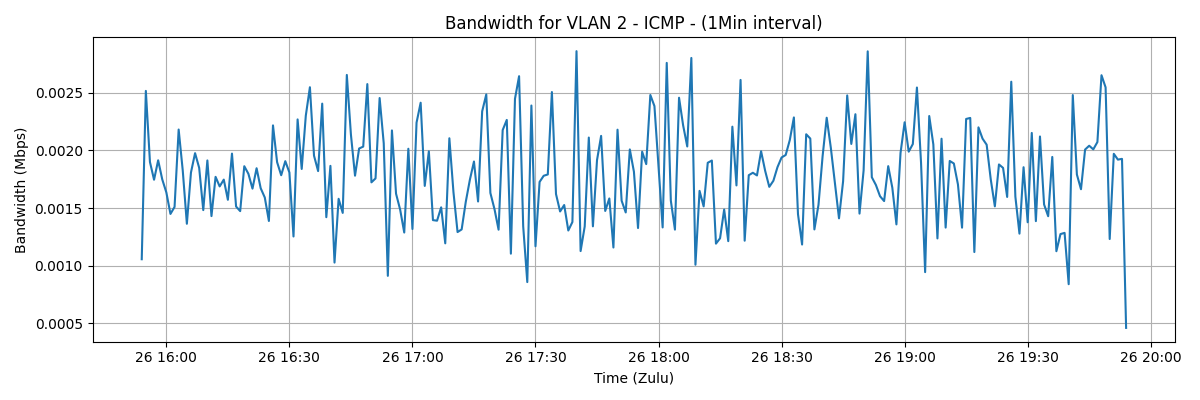 Bandwidth for VLAN 2 - ICMP - (1Min interval)
Bandwidth (Mbps)
0.0025
0.0020
0.0015
0.0010
0.0005
26 16:00 26 16:30 26 17:00 26 17:30 26 18:00 26 18:30 26 19:00 26 19:30 26 20:00
Time (Zulu)